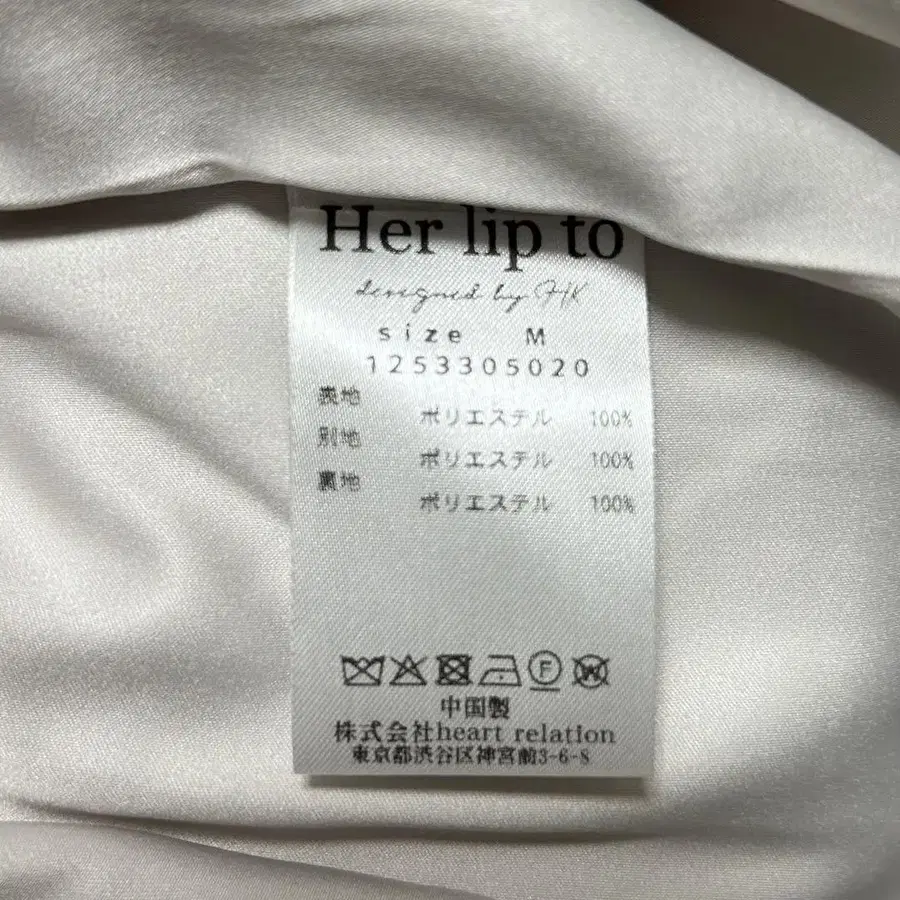 Her lip to
designed by HK
size M
1253305020
表地
ポリエステル 100%
別地
ポリエステル 100%
裏地
ポリエステル 100%
F W
中国製
株式会社heart relation
東京都渋谷区神宮前3-6-8